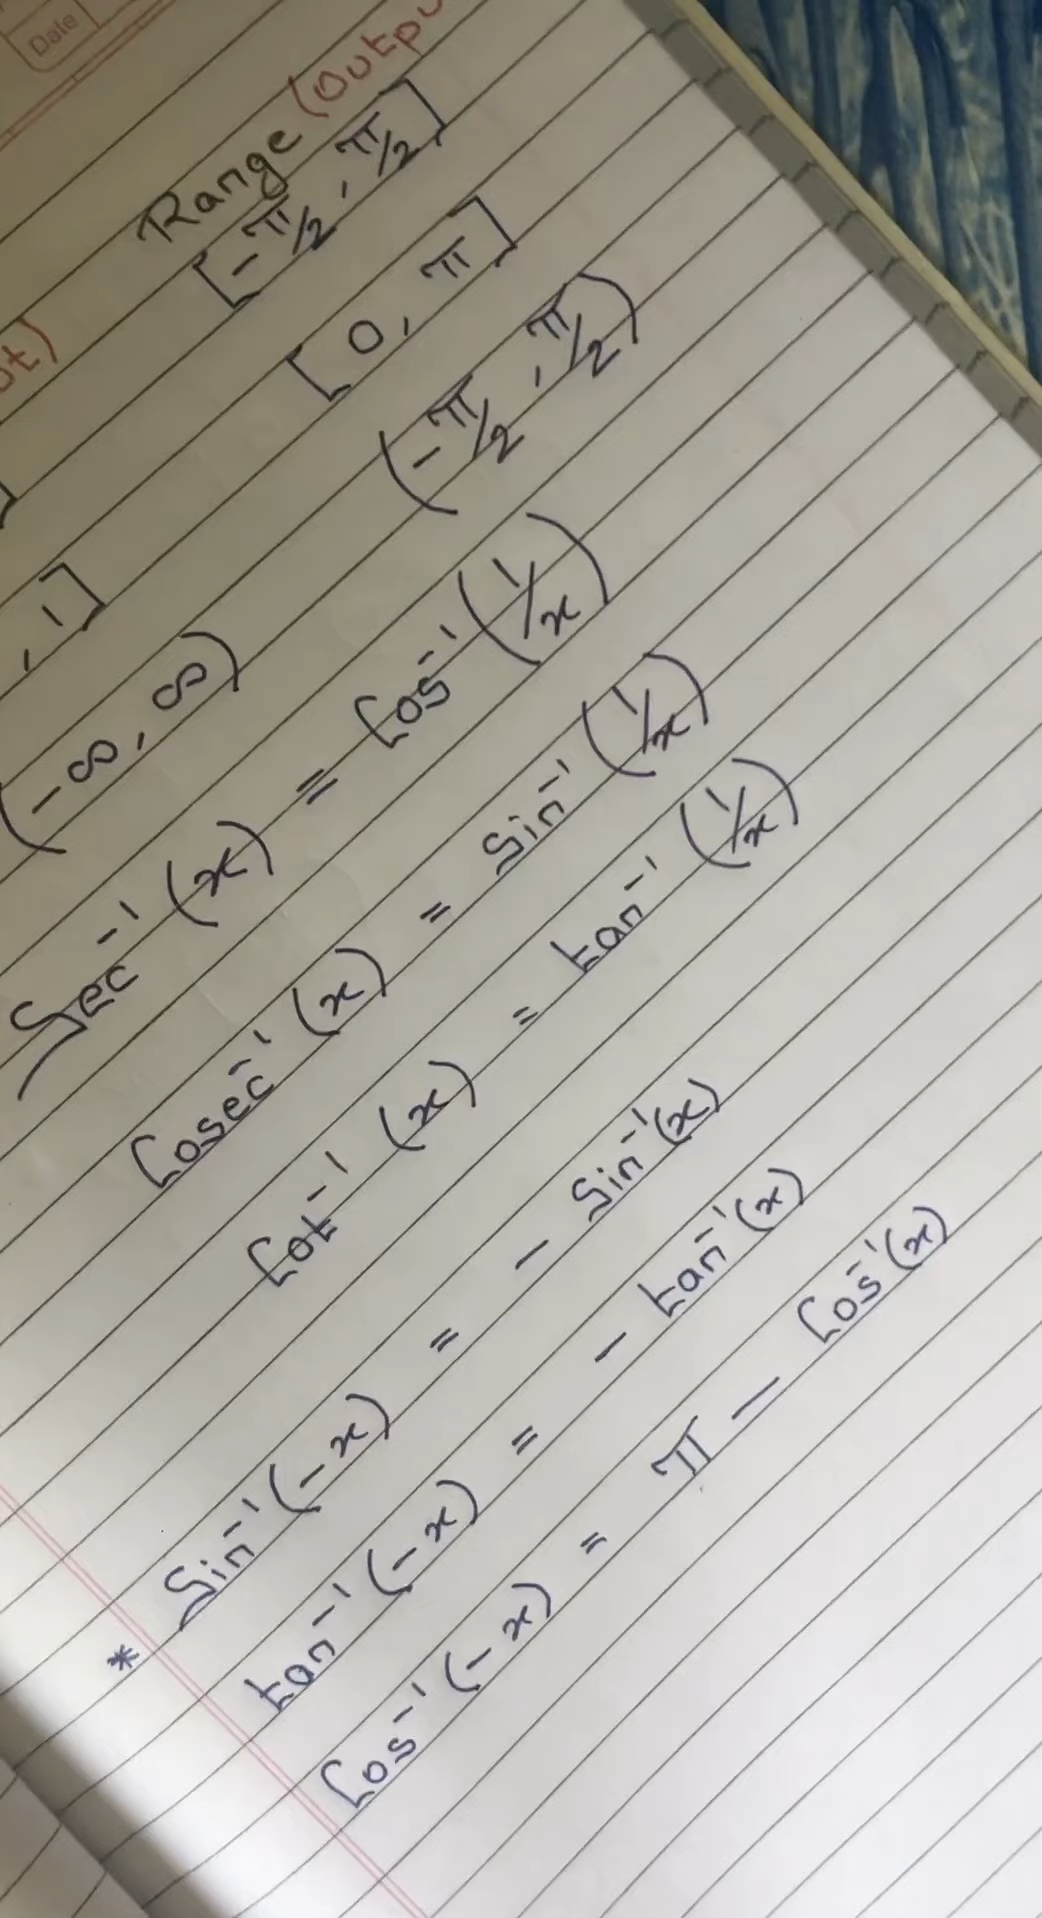 Date
Range (Outpu
t)
[-π/2, π/2]
]
[0, π]
, 1]
(-π/2, π/2)
(-∞, ∞)
Sec⁻¹(x) = Cos⁻¹(1/x)
Cosec⁻¹(x) = Sin⁻¹(1/x)
Cot⁻¹(x) = tan⁻¹(1/x)
* Sin⁻¹(-x) = - Sin⁻¹(x)
tan⁻¹(-x) = - tan⁻¹(x)
Cos⁻¹(-x) = π - Cos⁻¹(x)